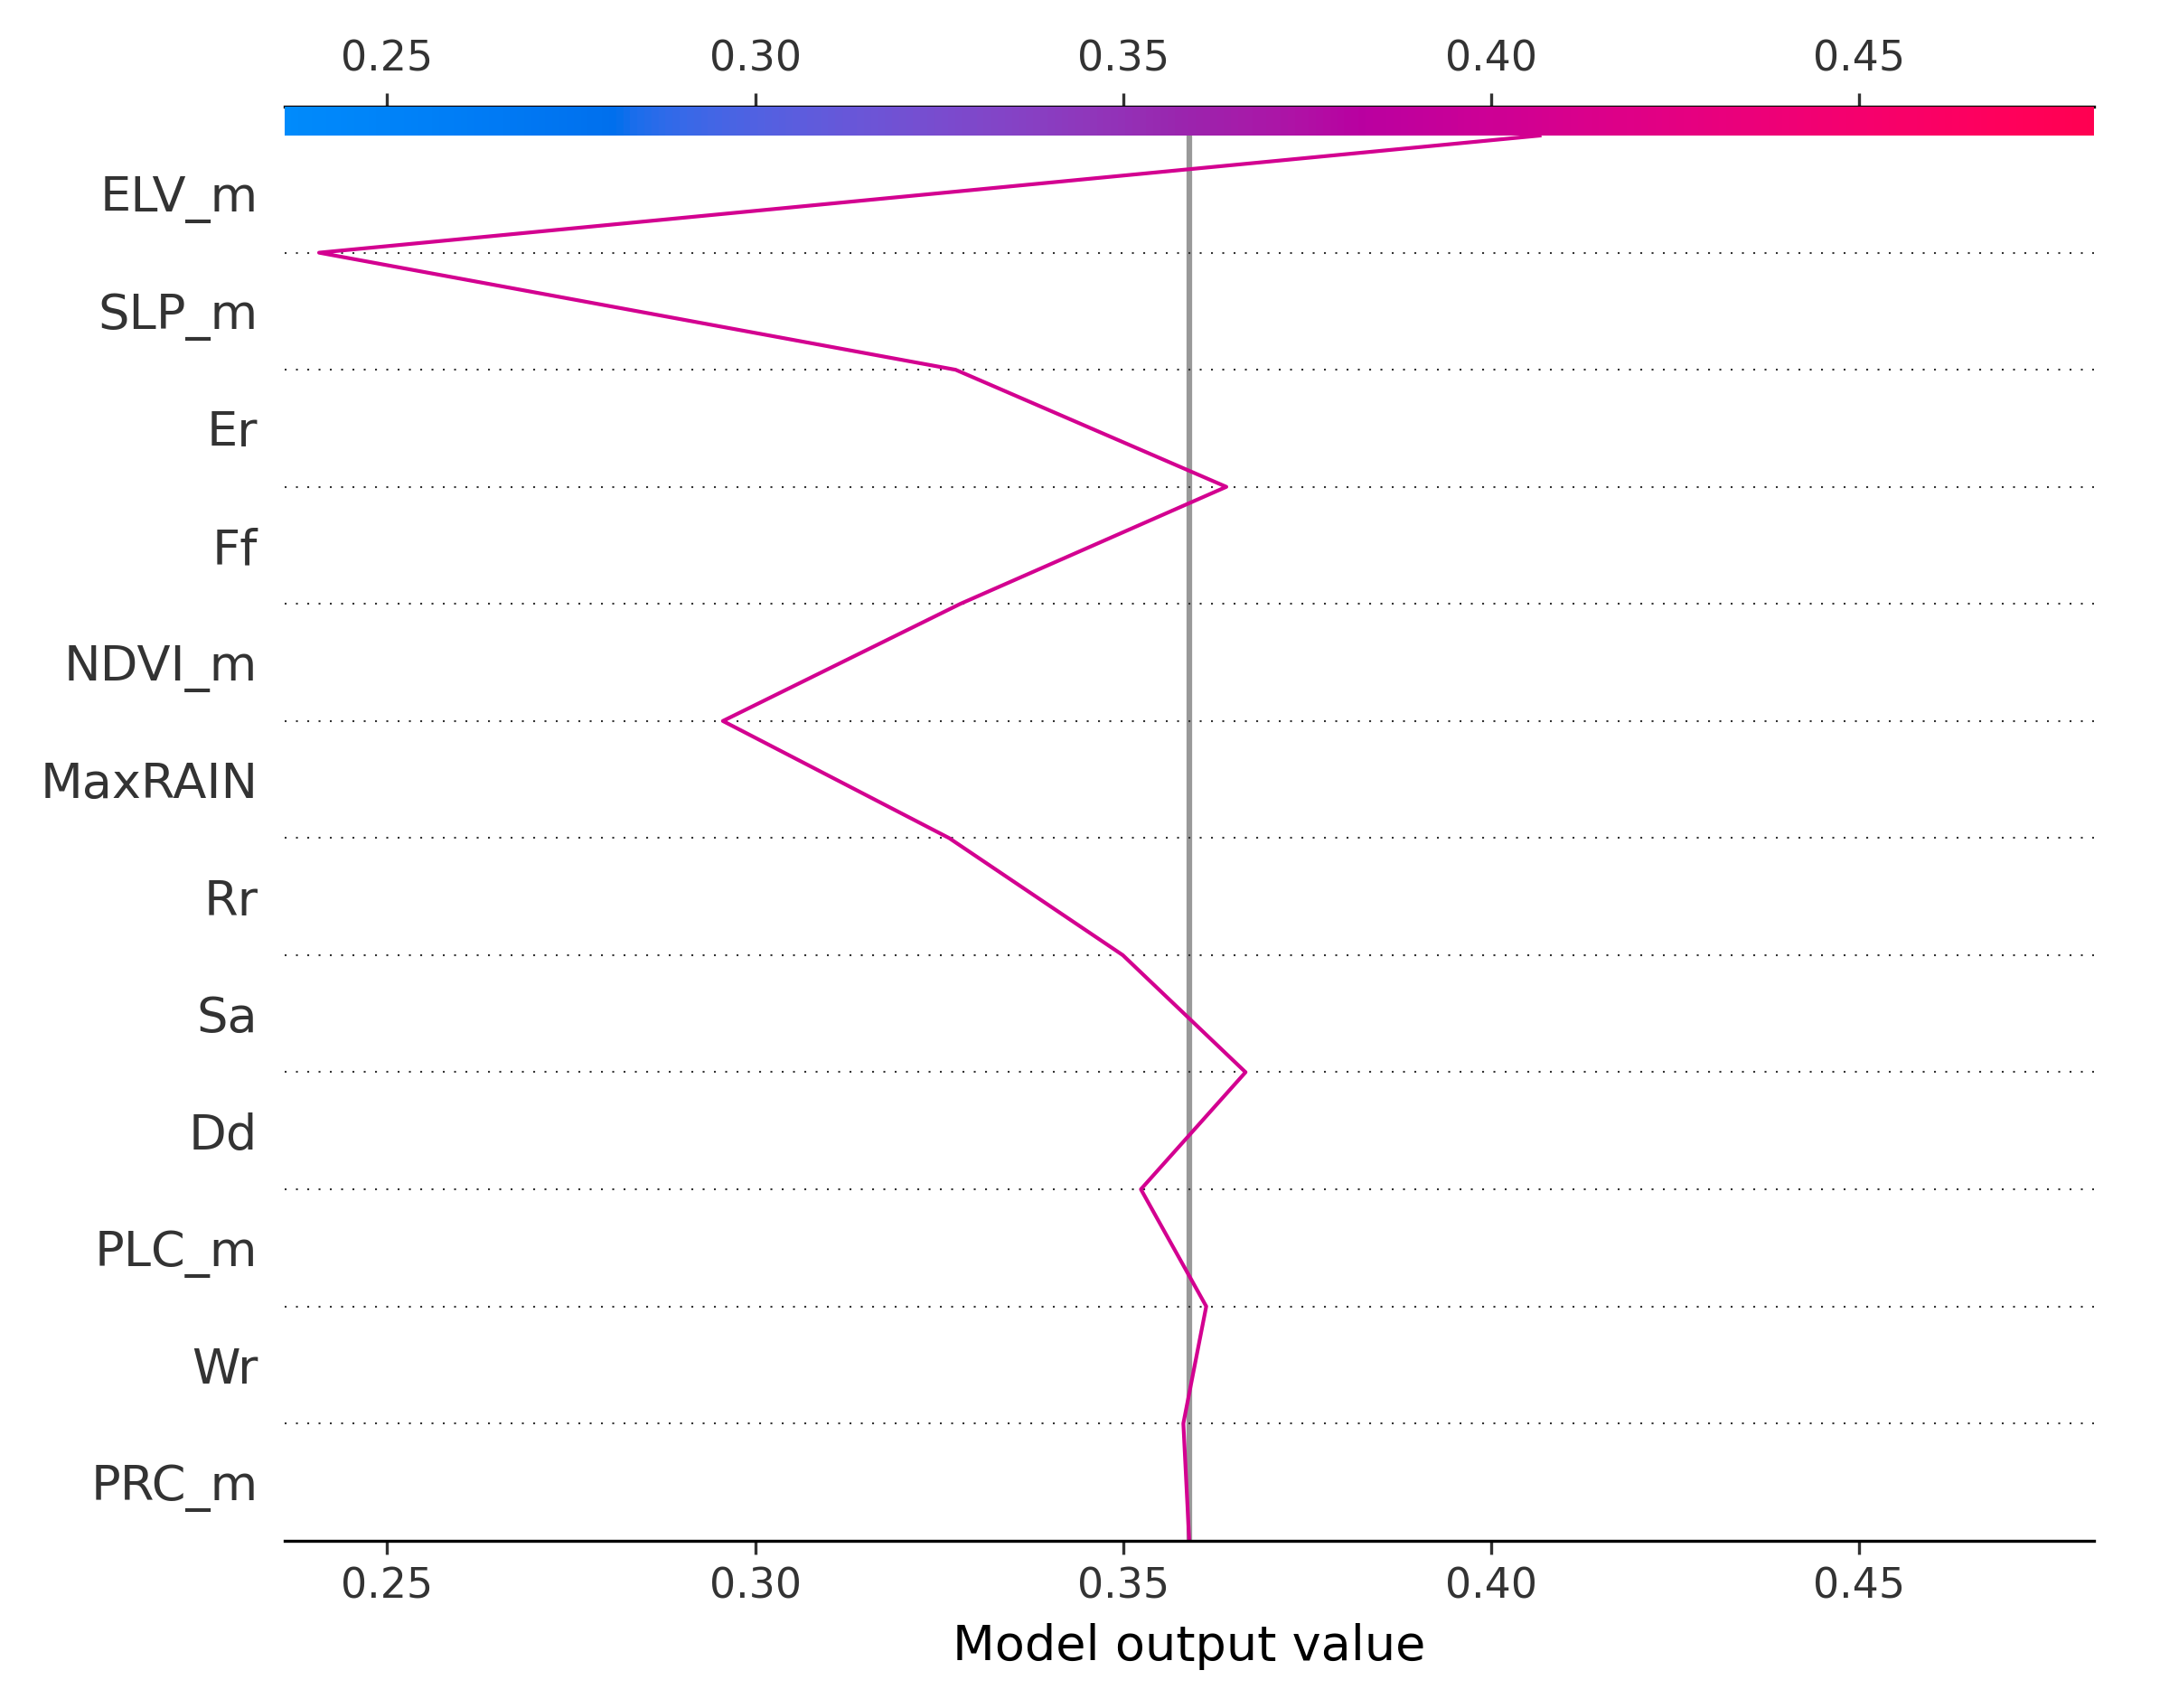 0.25 0.30 0.35 0.40 0.45
ELV_m
SLP_m
Er
Ff
NDVI_m
MaxRAIN
Rr
Sa
Dd
PLC_m
Wr
PRC_m
0.25 0.30 0.35 0.40 0.45
Model output value